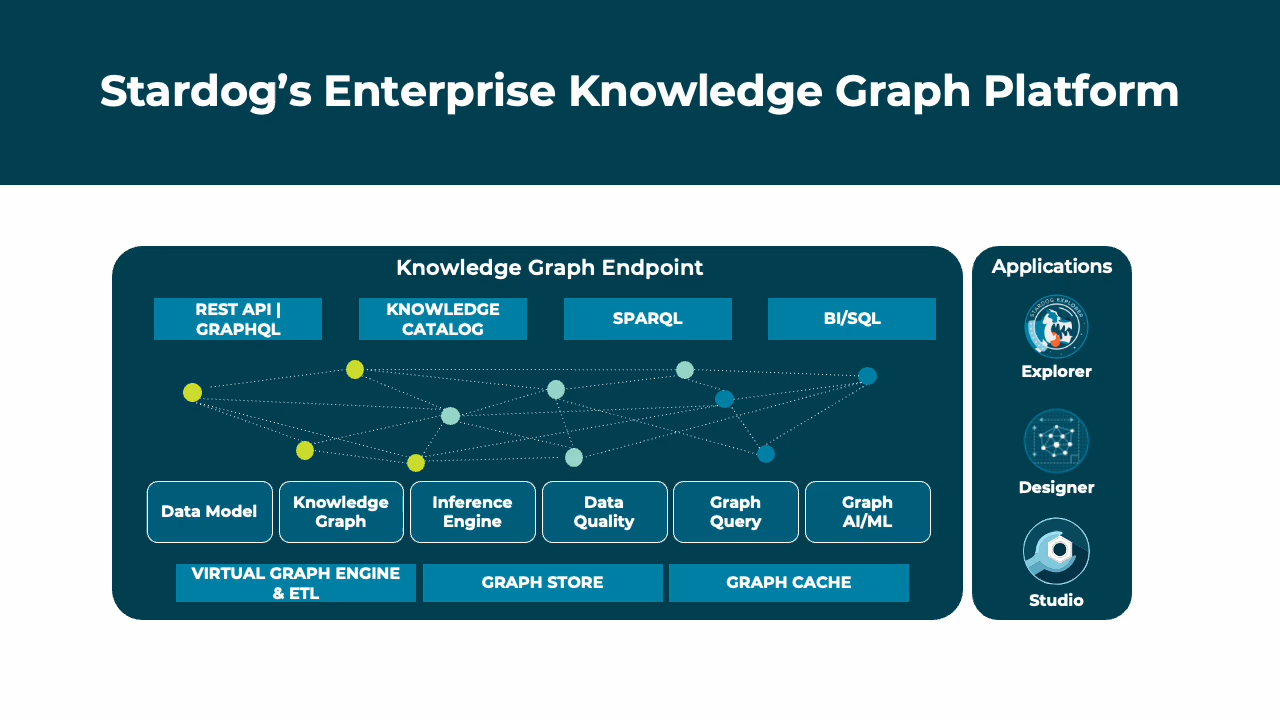 Stardog’s Enterprise Knowledge Graph Platform
Knowledge Graph Endpoint
REST API |
GRAPHQL
KNOWLEDGE
CATALOG
SPARQL
BI/SQL
Data Model
Knowledge
Graph
Inference
Engine
Data
Quality
Graph
Query
Graph
AI/ML
VIRTUAL GRAPH ENGINE
& ETL
GRAPH STORE
GRAPH CACHE
Applications
STARDOG EXPLORER
Explorer
Designer
Studio